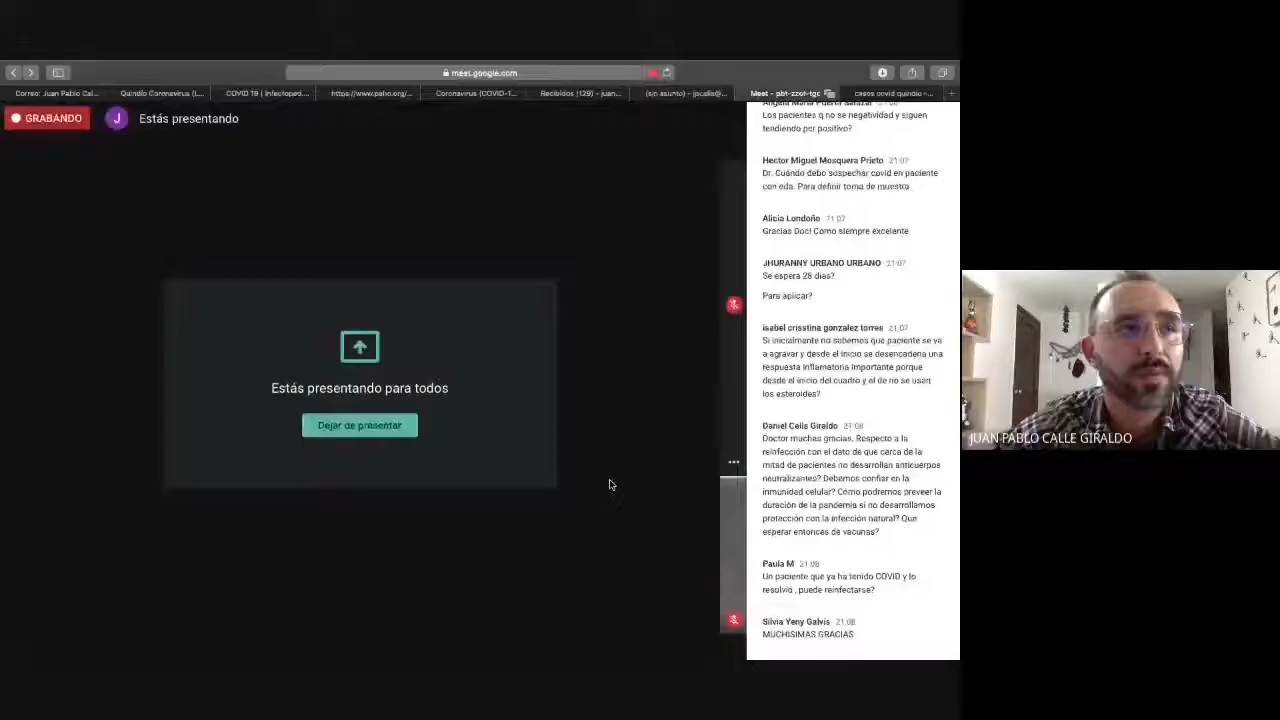 meet.google.com
Correo: Juan Pablo Cal...
Quindío Coronavirus (L...
COVID 19 | Infectoped...
https://www.paho.org/...
Coronavirus (COVID-1...
Recibidos (129) – juan...
(sin asunto) – jpcalle@...
Meet – pbt-zzof-tgc
casos covid quindio –...
GRABANDO
J
Estás presentando
Estás presentando para todos
Dejar de presentar
Angela Maria Puerta Salazar
Los pacientes q no se negatividad y siguen
tendiendo pcr positivo?
Hector Miguel Mosquera Prieto 21:07
Dr. Cuándo debo sospechar covid en paciente
con eda. Para definir toma de muestra
Alicia Londoño 21:07
Gracias Doc! Como siempre excelente
JHURANNY URBANO URBANO 21:07
Se espera 28 dias?
Para aplicar?
isabel crisstina gonzalez torres 21:07
Si inicialmente no sabemos que paciente se va
a agravar y desde el inicio se desencadena una
respuesta inflamatoria importante porque
desde el inicio del cuadro y el de no se usan
los esteroides?
Daniel Celis Giraldo 21:08
Doctor muchas gracias. Respecto a la
reinfección con el dato de que cerca de la
mitad de pacientes no desarrollan anticuerpos
neutralizantes? Debemos confiar en la
inmunidad celular? Cómo podremos preveer la
duración de la pandemia si no desarrollamos
protección con la infección natural? Que
esperar entonces de vacunas?
Paula M 21:08
Un paciente que ya ha tenido COVID y lo
resolvió , puede reinfectarse?
Silvia Yeny Galvis 21:08
MUCHISIMAS GRACIAS
JUAN PABLO CALLE GIRALDO